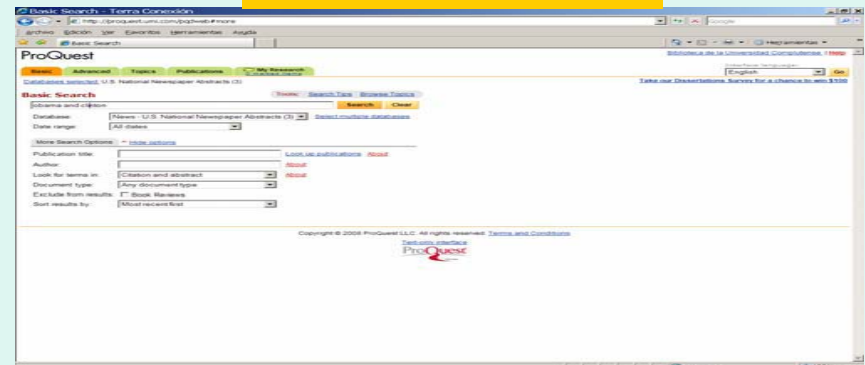 Basic Search - Terra Conexión
http://proquest.umi.com/pqdweb#more
Google
Archivo Edición Ver Favoritos Herramientas Ayuda
Basic Search
Herramientas
ProQuest
Biblioteca de la Universidad Complutense Help
Interface language:
English Go
Basic Advanced Topics Publications My Research
0 marked items
Databases selected: U.S. National Newspaper Abstracts (3)
Take our Dissertations Survey for a chance to win $100
Basic Search
Tools: Search Tips Browse Topics
obama and clinton Search Clear
Database: News - U.S. National Newspaper Abstracts (3) Select multiple databases
Date range: All dates
More Search Options Hide options
Publication title: Look up publications About
Author: About
Look for terms in: Citation and abstract About
Document type: Any document type
Exclude from results: Book Reviews
Sort results by: Most recent first
Copyright © 2008 ProQuest LLC. All rights reserved. Terms and Conditions
Text-only interface
ProQuest